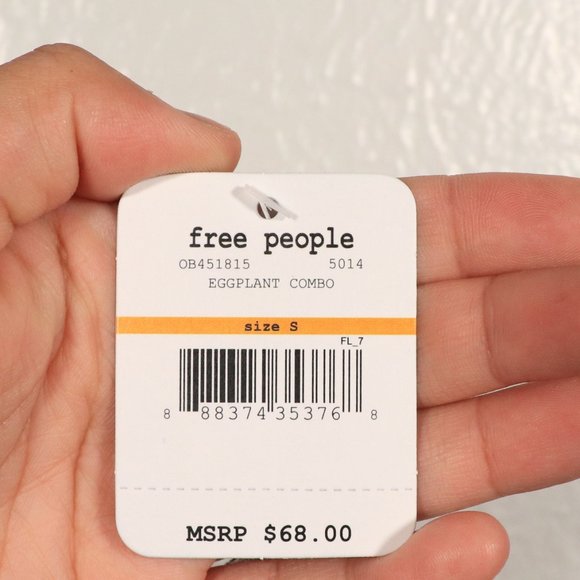 free people
OB451815 5014
EGGPLANT COMBO
size S
FL_7
8 88374 35376 8
MSRP $68.00